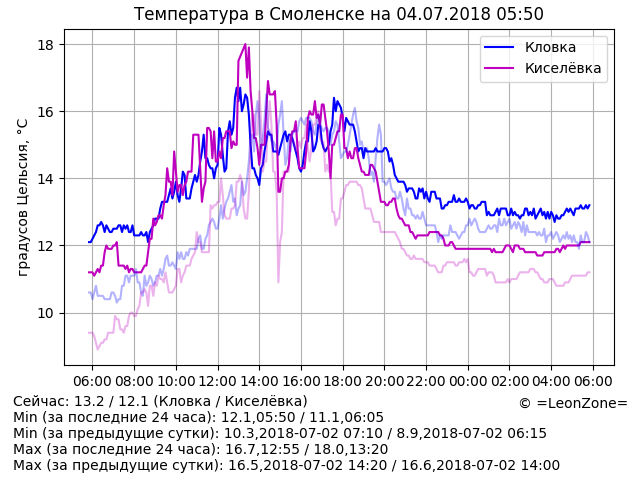 Температура в Смоленске на 04.07.2018 05:50
Кловка
Киселёвка
градусов Цельсия, °C
18
16
14
12
10
06:00 08:00 10:00 12:00 14:00 16:00 18:00 20:00 22:00 00:00 02:00 04:00 06:00
Сейчас: 13.2 / 12.1 (Кловка / Киселёвка)
© =LeonZone=
Min (за последние 24 часа): 12.1,05:50 / 11.1,06:05
Min (за предыдущие сутки): 10.3,2018-07-02 07:10 / 8.9,2018-07-02 06:15
Max (за последние 24 часа): 16.7,12:55 / 18.0,13:20
Max (за предыдущие сутки): 16.5,2018-07-02 14:20 / 16.6,2018-07-02 14:00